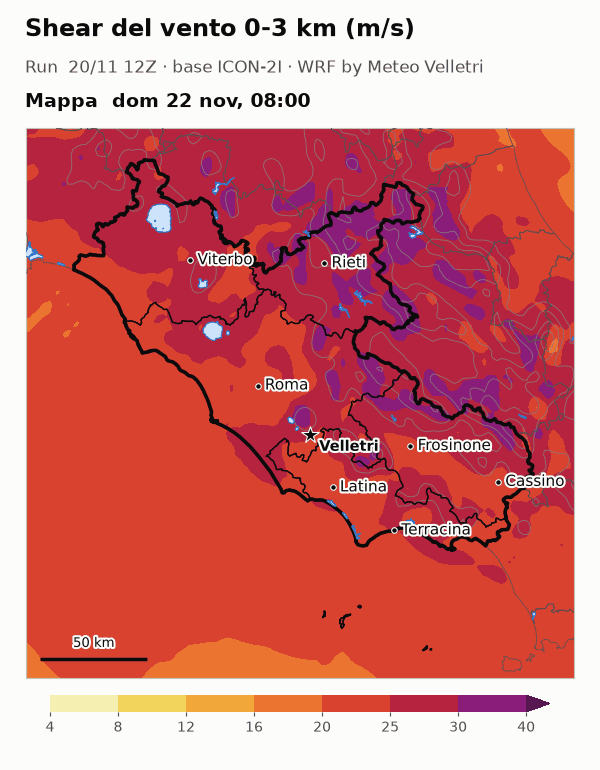 Shear del vento 0-3 km (m/s)
Run  20/11 12Z · base ICON-2I · WRF by Meteo Velletri
Mappa  dom 22 nov, 08:00
Viterbo
Rieti
Roma
Velletri
Frosinone
Latina
Cassino
Terracina
50 km
4 8 12 16 20 25 30 40